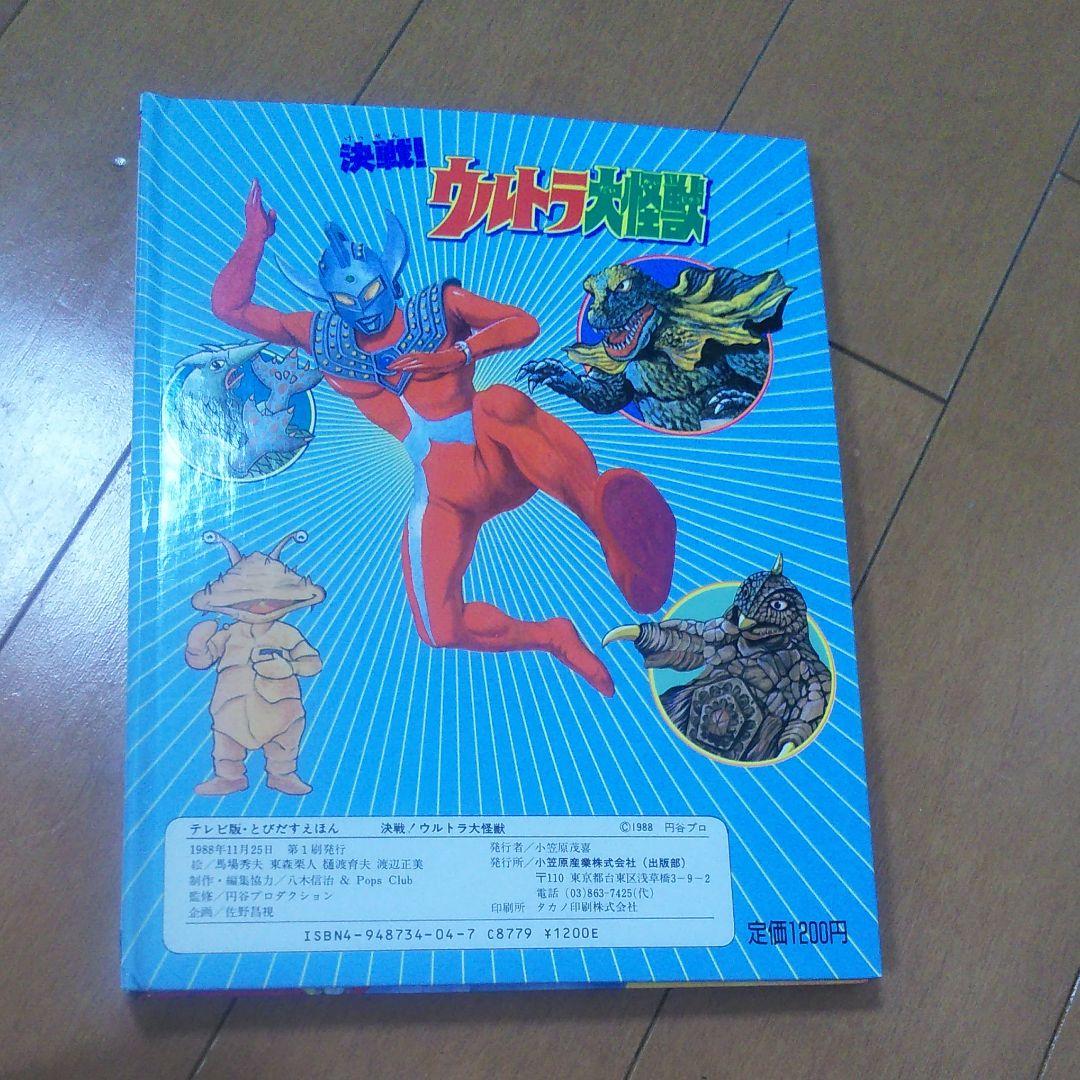 けっせん
決戦!
ウルトラ大怪獣
テレビ版・とびだすえほん 決戦!ウルトラ大怪獣 ©1988 円谷プロ
1988年11月25日 第1刷発行
絵/馬場秀夫 東森栗人 樋渡育夫 渡辺正美
制作・編集協力/八木信治 & Pops Club
監修/円谷プロダクション
企画/佐野昌視
発行者/小笠原茂喜
発行所/小笠原産業株式会社(出版部)
〒110 東京都台東区浅草橋3-9-2
電話 (03)863-7425(代)
印刷所 タカノ印刷株式会社
ISBN4-948734-04-7 C8779 ¥1200E
定価1200円